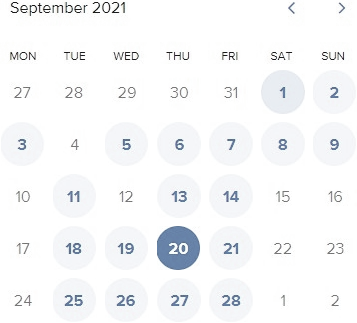 September 2021
MON TUE WED THU FRI SAT SUN
27 28 29 30 31 1 2
3 4 5 6 7 8 9
10 11 12 13 14 15 16
17 18 19 20 21 22 23
24 25 26 27 28 1 2